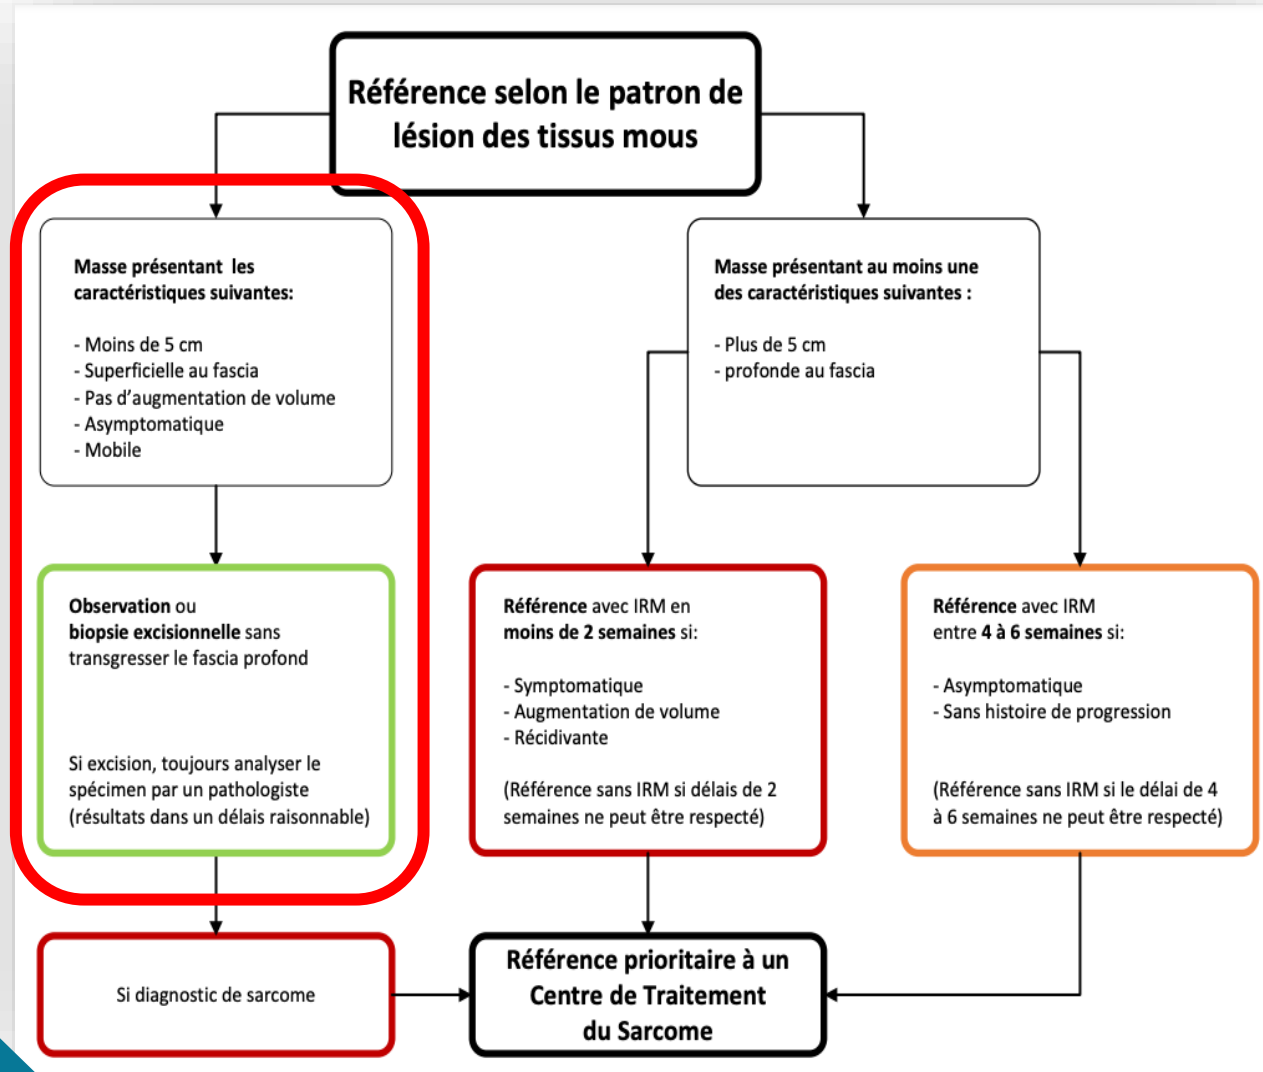 Référence selon le patron de
lésion des tissus mous
Masse présentant les
caractéristiques suivantes:
- Moins de 5 cm
- Superficielle au fascia
- Pas d'augmentation de volume
- Asymptomatique
- Mobile
Masse présentant au moins une
des caractéristiques suivantes :
- Plus de 5 cm
- profonde au fascia
Observation ou
biopsie excisionnelle sans
transgresser le fascia profond
Si excision, toujours analyser le
spécimen par un pathologiste
(résultats dans un délais raisonnable)
Référence avec IRM en
moins de 2 semaines si:
- Symptomatique
- Augmentation de volume
- Récidivante
(Référence sans IRM si délais de 2
semaines ne peut être respecté)
Référence avec IRM
entre 4 à 6 semaines si:
- Asymptomatique
- Sans histoire de progression
(Référence sans IRM si le délai de 4
à 6 semaines ne peut être respecté)
Si diagnostic de sarcome
Référence prioritaire à un
Centre de Traitement
du Sarcome